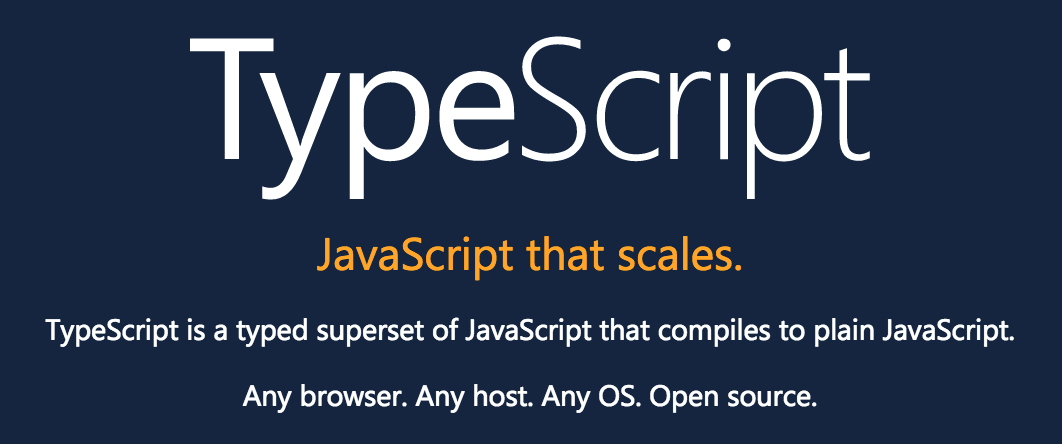 TypeScript
JavaScript that scales.
TypeScript is a typed superset of JavaScript that compiles to plain JavaScript.
Any browser. Any host. Any OS. Open source.